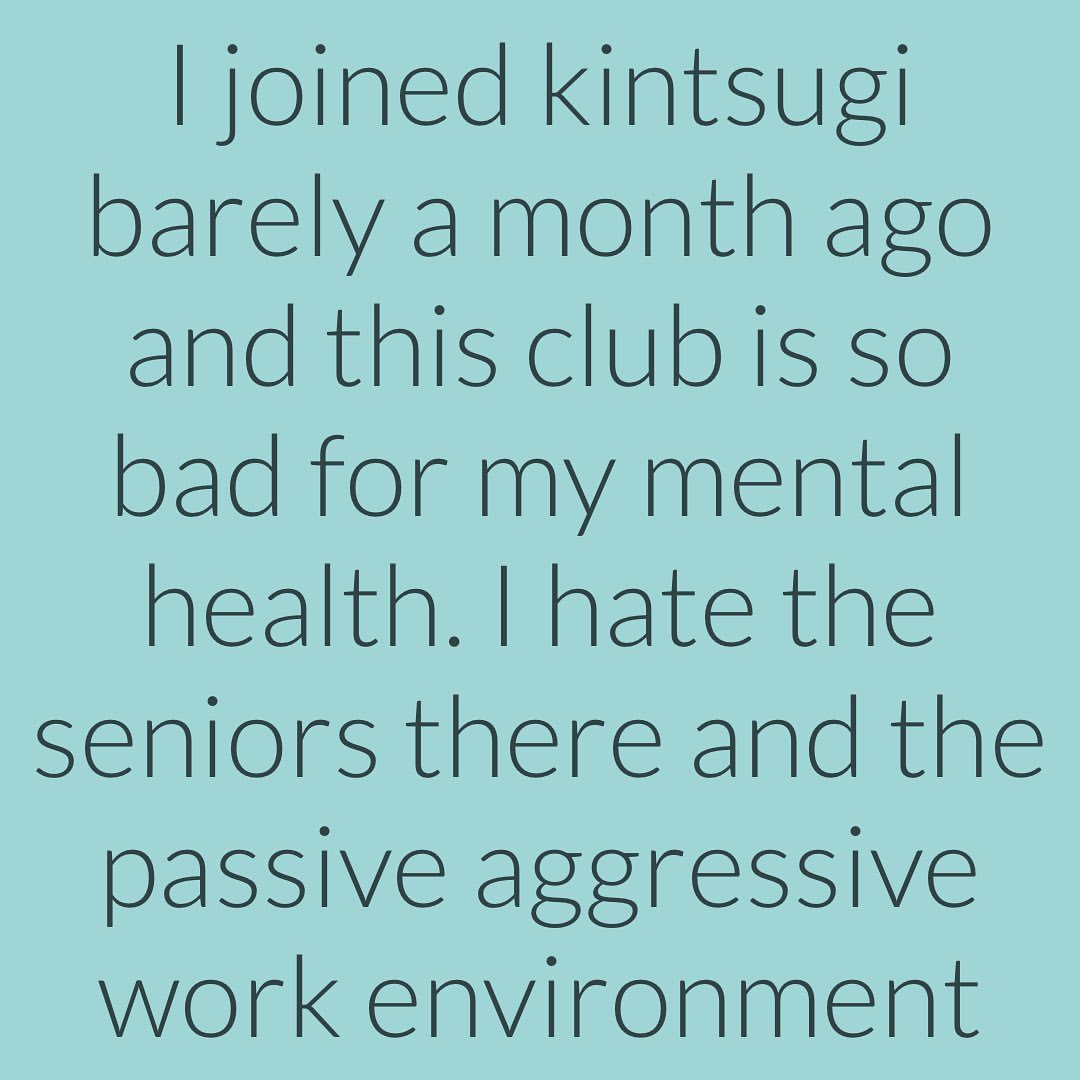 I joined kintsugi
barely a month ago
and this club is so
bad for my mental
health. I hate the
seniors there and the
passive aggressive
work environment